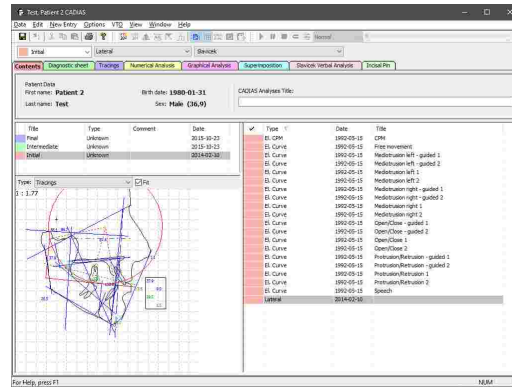 Test, Patient 2 CADIAS
Data Edit New Entry Options VTO View Window Help
Normal
Initial Lateral Slavicek
Contents Diagnostic sheet Tracings Numerical Analysis Graphical Analysis Superimposition Slavicek Verbal Analysis Incisal Pin
Patient Data
First name: Patient 2 Birth date: 1980-01-31 CADIAS Analyses Title:
Last name: Test Sex: Male (36,9)
Title Type Comment Date
Final Unknown 2015-10-23
Intermediate Unknown 2015-10-23
Initial Unknown 2014-02-10
Type: Tracings Fit
1 : 1.77
Type Date Title
El. CPM 1992-05-15 CPM
El. Curve 1992-05-15 Free movement
El. Curve 1992-05-15 Mediotrusion left - guided 1
El. Curve 1992-05-15 Mediotrusion left - guided 2
El. Curve 1992-05-15 Mediotrusion left 1
El. Curve 1992-05-15 Mediotrusion left 2
El. Curve 1992-05-15 Mediotrusion right - guided 1
El. Curve 1992-05-15 Mediotrusion right - guided 2
El. Curve 1992-05-15 Mediotrusion right 1
El. Curve 1992-05-15 Mediotrusion right 2
El. Curve 1992-05-15 Open/Close - guided 1
El. Curve 1992-05-15 Open/Close - guided 2
El. Curve 1992-05-15 Open/Close 1
El. Curve 1992-05-15 Open/Close 2
El. Curve 1992-05-15 Protrusion/Retrusion - guided 1
El. Curve 1992-05-15 Protrusion/Retrusion - guided 2
El. Curve 1992-05-15 Protrusion/Retrusion 1
El. Curve 1992-05-15 Protrusion/Retrusion 2
El. Curve 1992-05-15 Speech
Lateral 2014-02-10
For Help, press F1 NUM